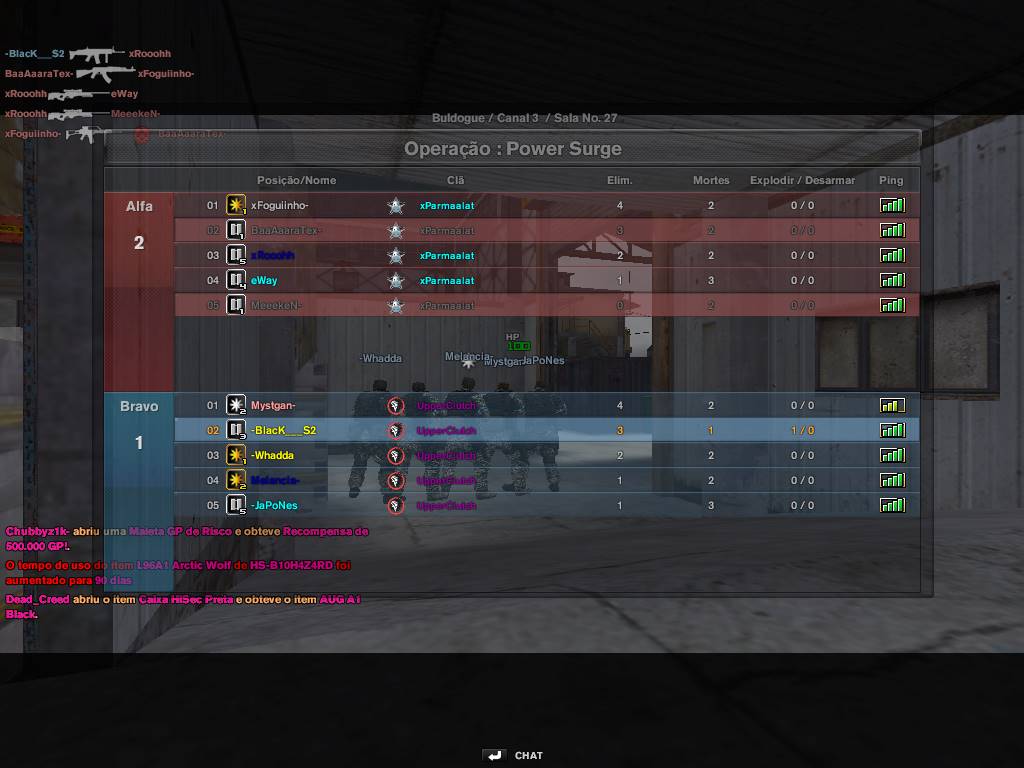 -BlacK___S2 xRooohh
BaaAaaraTex- xFoguiinho-
xRooohh eWay
xRooohh MeeekeN-
xFoguiinho- BaaAaaraTex-
Buldogue / Canal 3 / Sala No. 27
Operação : Power Surge
Posição/Nome Clã Elim. Mortes Explodir / Desarmar Ping
Alfa
2
01 xFoguiinho- xParmaalat 4 2 0 / 0
02 BaaAaaraTex- xParmaalat 3 2 0 / 0
03 xRooohh xParmaalat 2 2 0 / 0
04 eWay xParmaalat 1 3 0 / 0
05 MeeekeN- xParmaalat 0 2 0 / 0
HP
100
-Whadda Melancia- Mystgan- -JaPoNes
Bravo
1
01 Mystgan- UpperClutch 4 2 0 / 0
02 -BlacK___S2 UpperClutch 3 1 1 / 0
03 -Whadda UpperClutch 2 2 0 / 0
04 Melancia- UpperClutch 1 2 0 / 0
05 -JaPoNes UpperClutch 1 3 0 / 0
Chubbyz1k- abriu uma Maleta GP de Risco e obteve Recompensa de
500.000 GP!.
O tempo de uso do item L96A1 Arctic Wolf de HS-B10H4Z4RD foi
aumentado para 90 dias
Dead_Creed abriu o item Caixa HiSec Preta e obteve o item AUG A1
Black.
CHAT